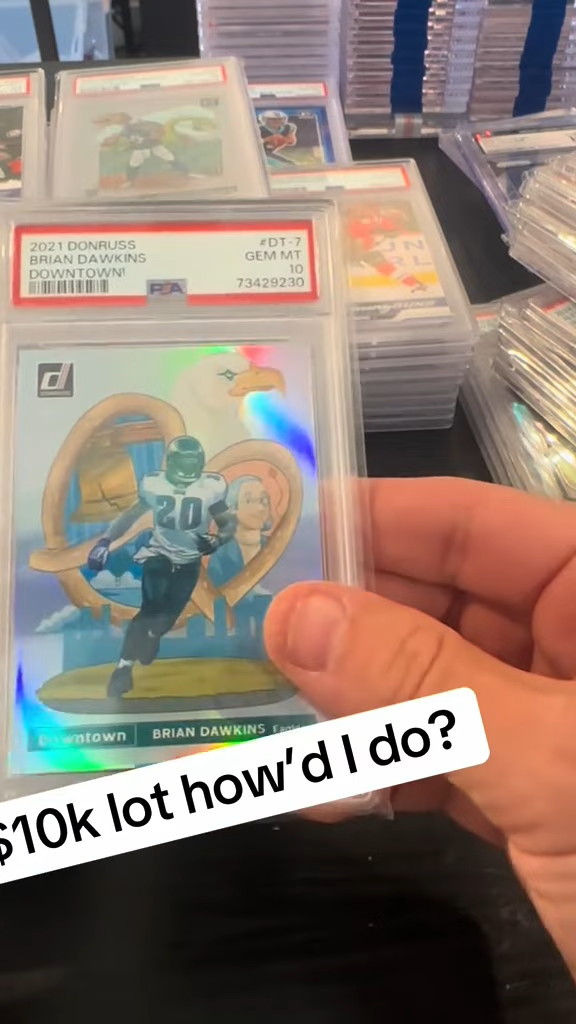 2021 DONRUSS #DT-7
BRIAN DAWKINS GEM MT
DOWNTOWN! 10
PSA 73429230
d
20
Downtown BRIAN DAWKINS Eagles
$10k lot how'd I do?